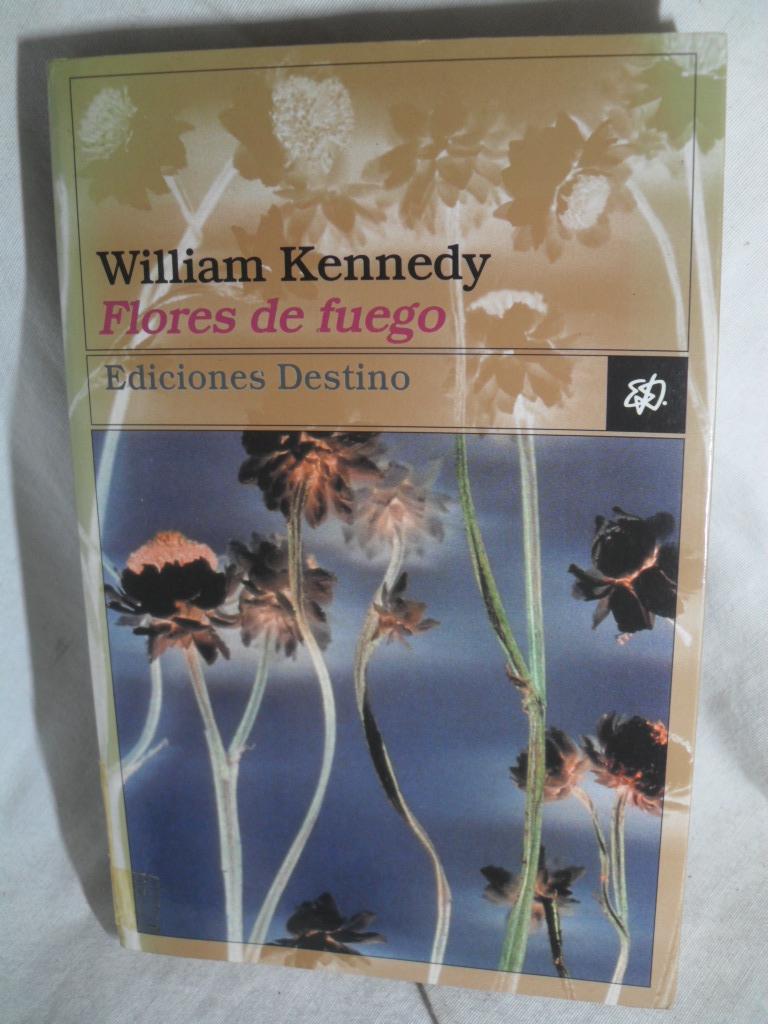 William Kennedy
Flores de fuego
Ediciones Destino